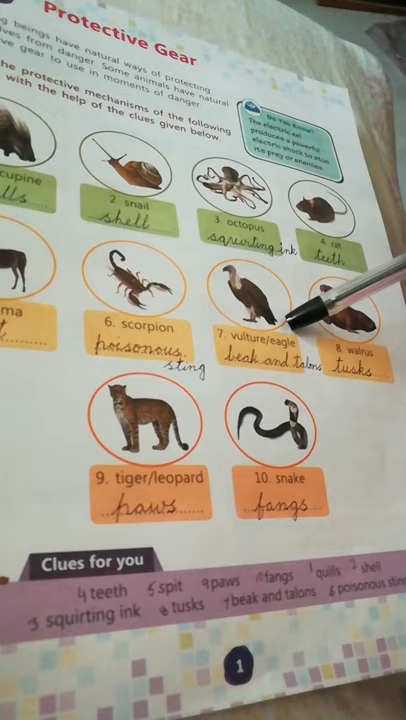 Protective Gear
g beings have natural ways of protecting
lves from danger. Some animals have natural
ve gear to use in moments of danger.
he protective mechanisms of the following
with the help of the clues given below.
Do You Know?
The electric eel
produces a powerful
electric shock to stun
its prey or enemies.
cupine
lls
2. snail
shell
3. octopus
squirting ink
4. rat
teeth
ma
t
6. scorpion
poisonous
sting
7. vulture/eagle
beak and talons
8. walrus
tusks
9. tiger/leopard
paws
10. snake
fangs
Clues for you
4 teeth 5 spit 9 paws 10 fangs 1 quills 2 shell
3 squirting ink 8 tusks 7 beak and talons 6 poisonous sting
1